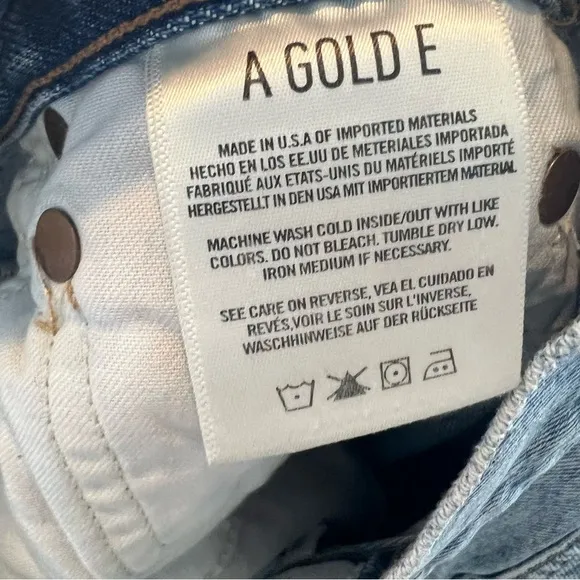 A GOLD E
MADE IN U.S.A OF IMPORTED MATERIALS
HECHO EN LOS EE.UU DE METERIALES IMPORTADA
FABRIQUÉ AUX ETATS-UNIS DU MATÉRIELS IMPORTÉ
HERGESTELLT IN DEN USA MIT IMPORTIERTEM MATERIAL
MACHINE WASH COLD INSIDE/OUT WITH LIKE
COLORS. DO NOT BLEACH. TUMBLE DRY LOW.
IRON MEDIUM IF NECESSARY.
SEE CARE ON REVERSE, VEA EL CUIDADO EN
REVÉS,VOIR LE SOIN SUR L'INVERSE,
WASCHHINWEISE AUF DER RÜCKSEITE